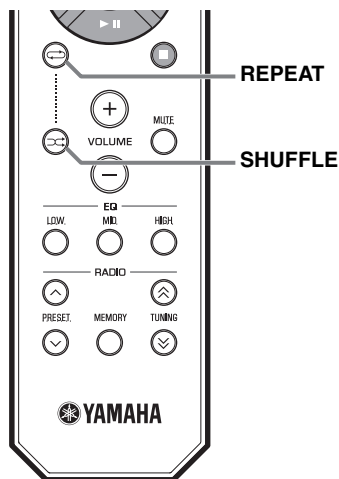 REPEAT
MUTE
VOLUME
SHUFFLE
EQ
LOW MID HIGH
RADIO
PRESET MEMORY TUNING
YAMAHA